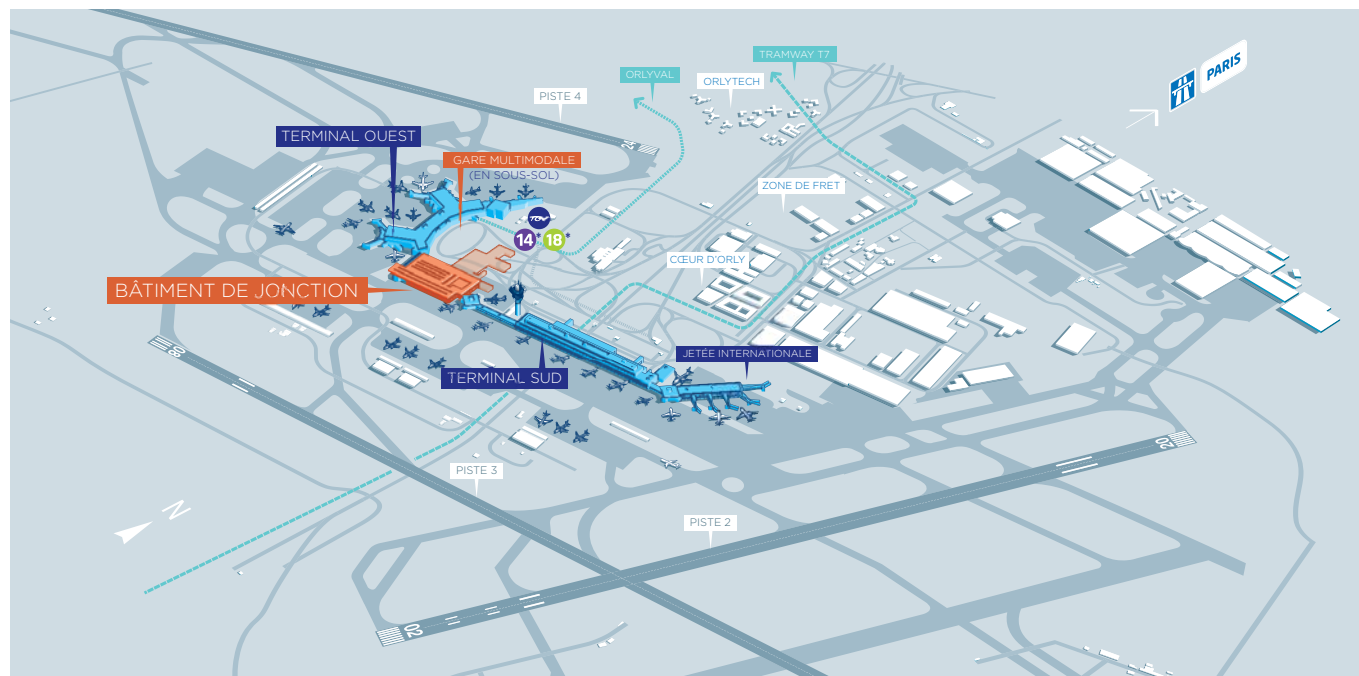 TRAMWAY T7
PARIS
ORLYVAL
ORLYTECH
PISTE 4
TERMINAL OUEST
24
GARE MULTIMODALE
(EN SOUS-SOL)
ZONE DE FRET
TGV
14* 18*
CŒUR D'ORLY
BÂTIMENT DE JONCTION
08
JETÉE INTERNATIONALE
TERMINAL SUD
20
PISTE 3
N
PISTE 2
02